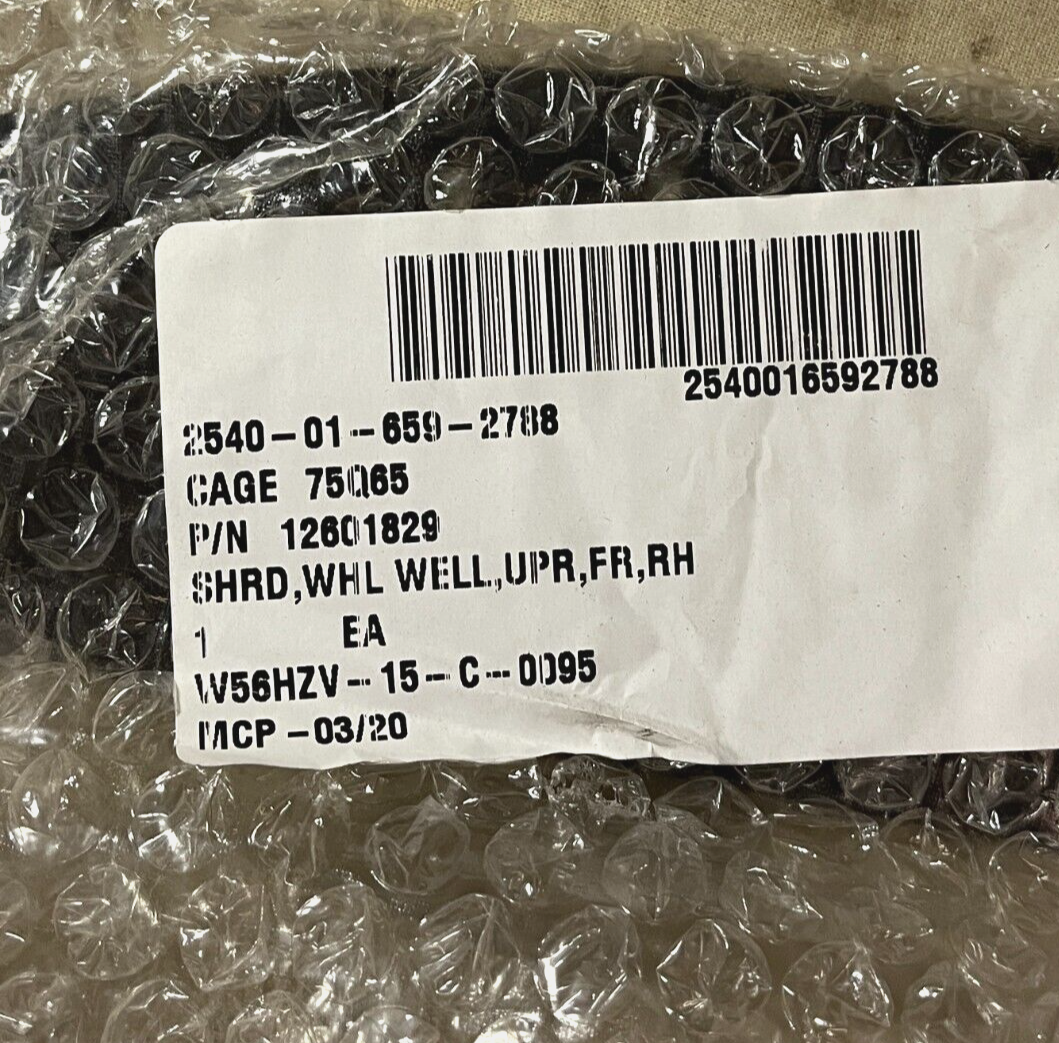 2540016592788
2540-01-659-2788
CAGE 75Q65
P/N 12601829
SHRD,WHL WELL,UPR,FR,RH
1 EA
W56HZV-15-C-0095
MCP-03/20